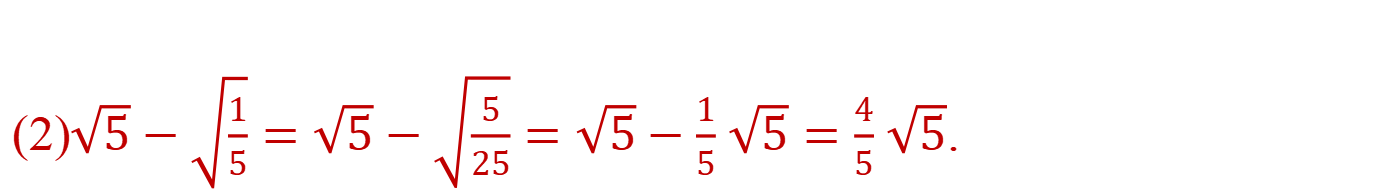 (2)√5 − √(1/5) = √5 − √(5/25) = √5 − 1/5 √5 = 4/5 √5.